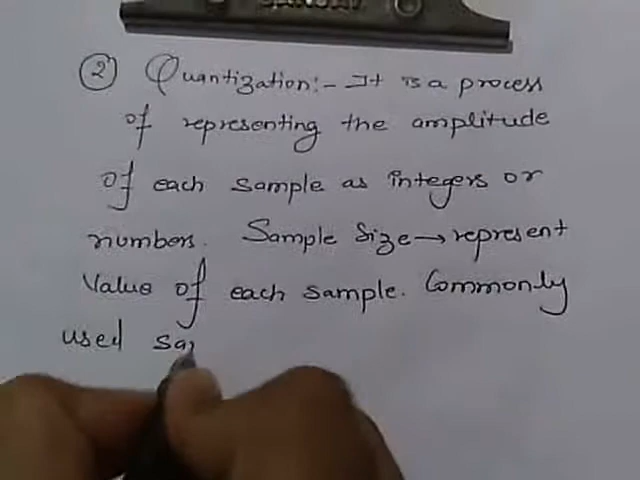 ② Quantization:- It is a process
of representing the amplitude
of each sample as integers or
numbers. Sample Size → represent
Value of each sample. Commonly
used sa